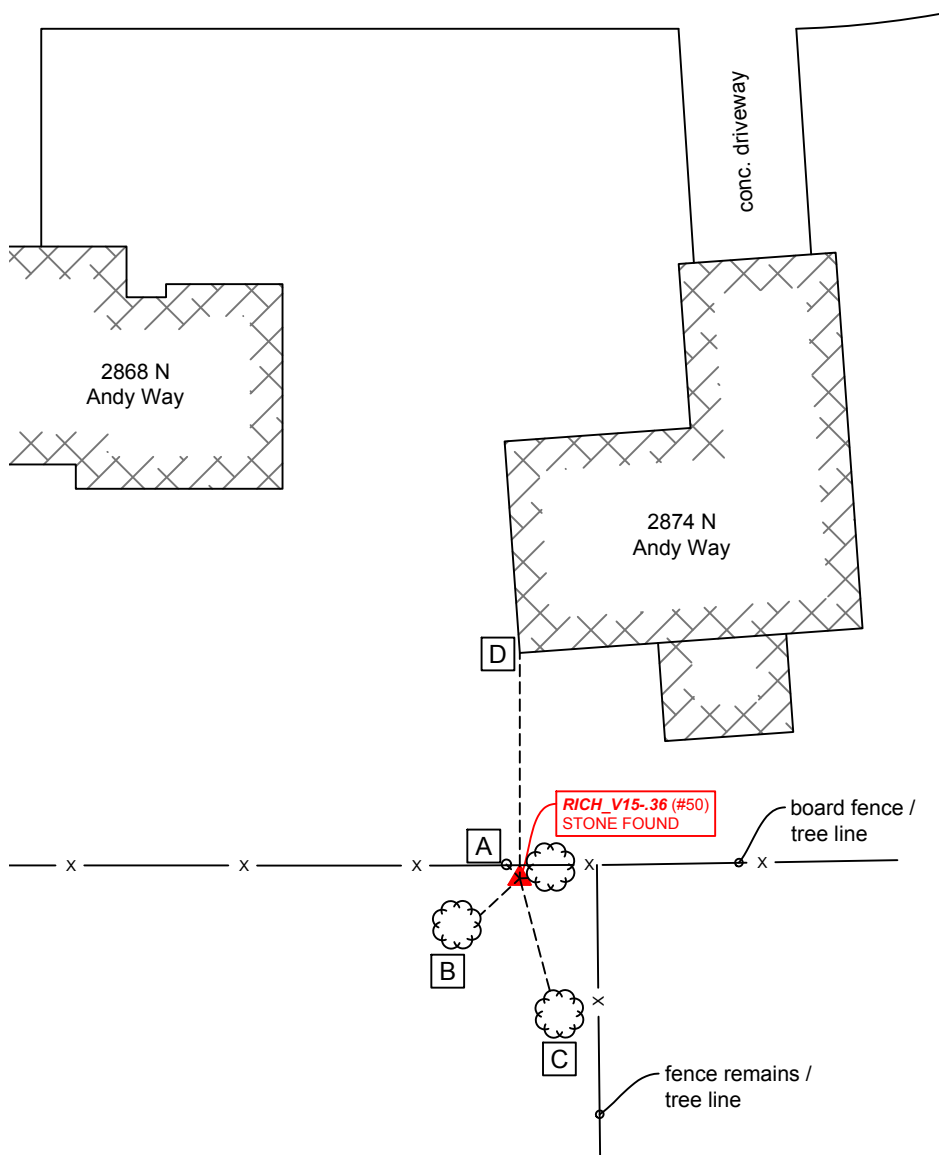 conc. driveway
2868 N
Andy Way
2874 N
Andy Way
D
RICH_V15-.36 (#50)
STONE FOUND
board fence /
tree line
A
X
X
X
X
X
B
X
C
fence remains /
tree line